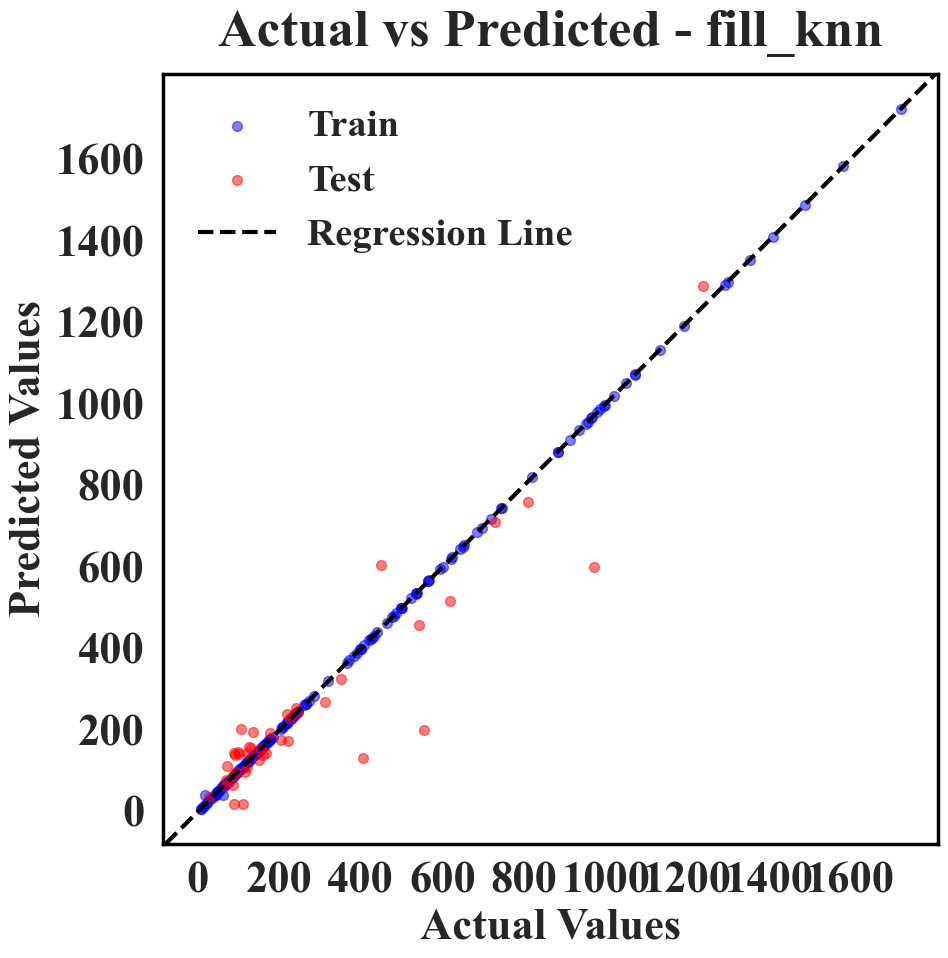 Actual vs Predicted - fill_knn
Train
Test
Regression Line
Predicted Values
1600
1400
1200
1000
800
600
400
200
0
0 200 400 600 800 1000 1200 1400 1600
Actual Values